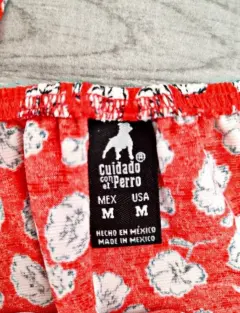 Cuidado
con el Perro
MEX USA
M M
HECHO EN MÉXICO
MADE IN MEXICO